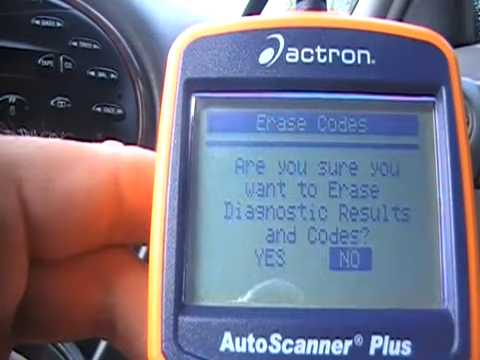 actron
Erase Codes
Are you sure you
want to Erase
Diagnostic Results
and Codes?
YES NO
AutoScanner® Plus